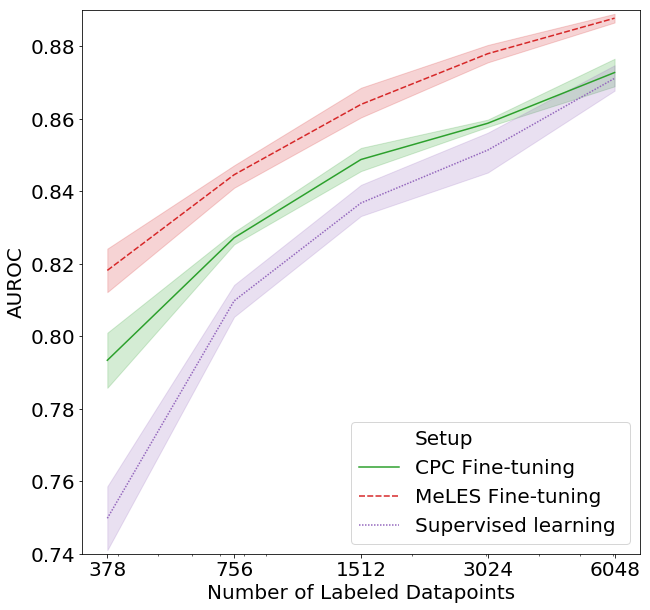 0.88
0.86
0.84
0.82
0.80
0.78
0.76
0.74
AUROC
Setup
CPC Fine-tuning
MeLES Fine-tuning
Supervised learning
378 756 1512 3024 6048
Number of Labeled Datapoints